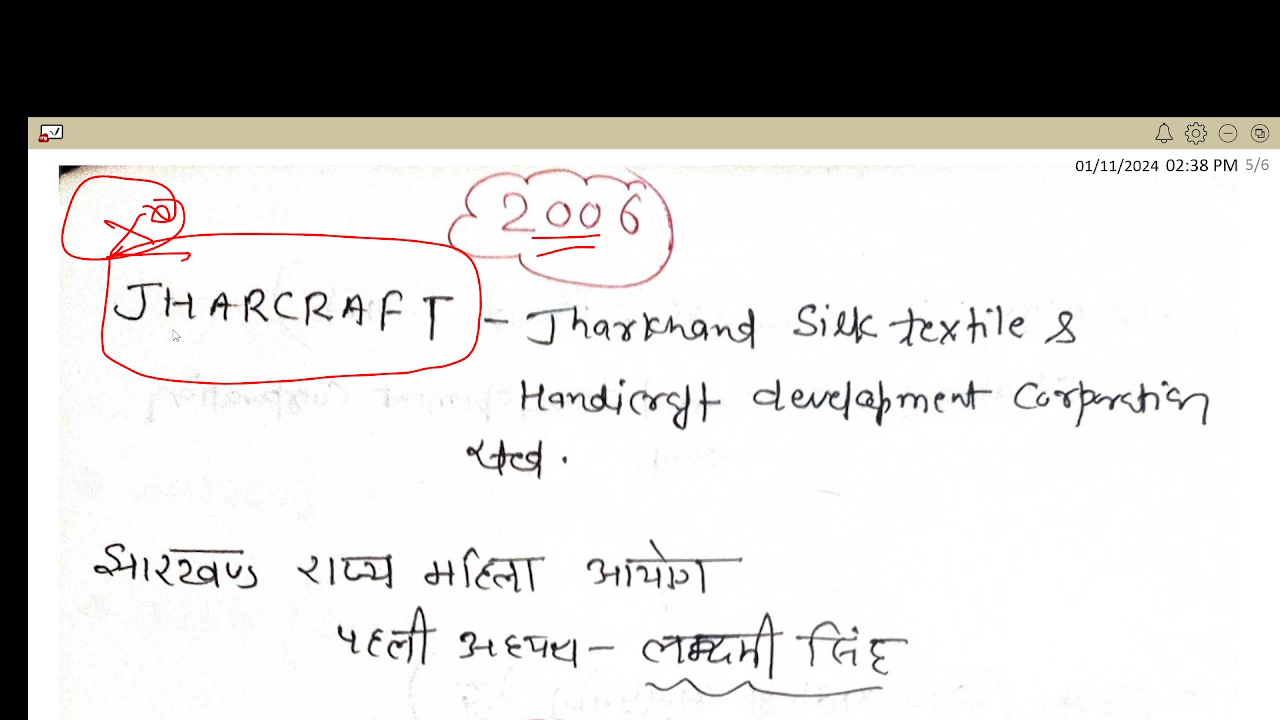 01/11/2024 02:38 PM 5/6
2006
JHARCRAFT - Jharkhand Silk textile &
Handicraft development Corporation
झारखण्ड राज्य महिला आयोग
पहली अध्यक्ष - लक्ष्मी सिंह